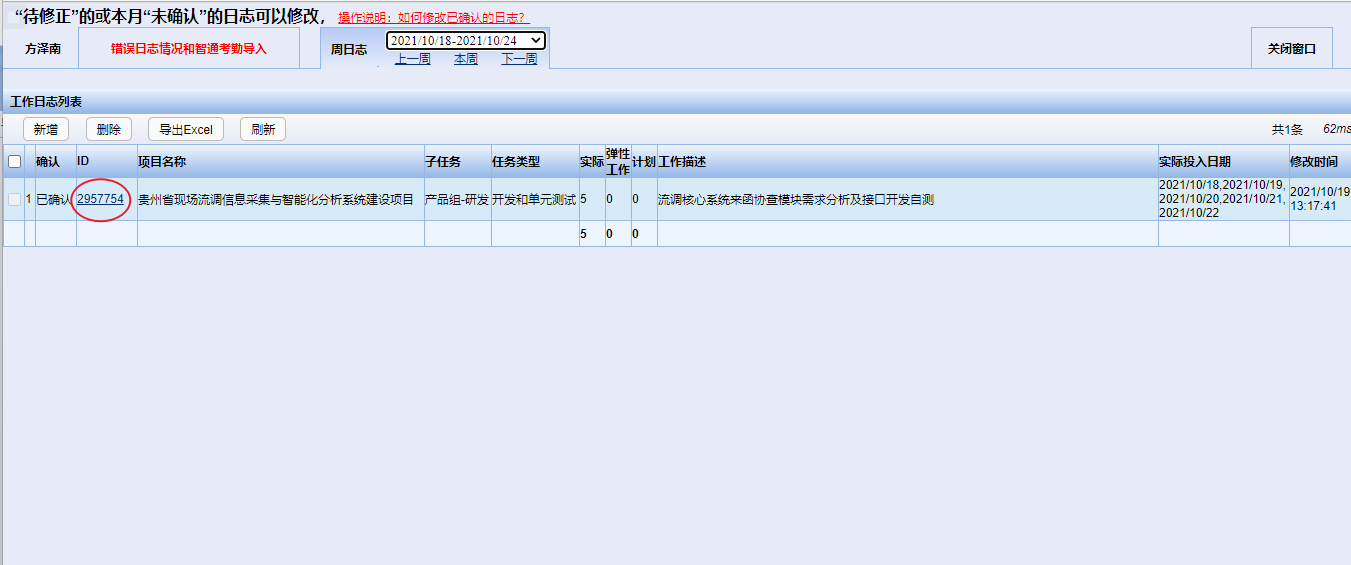 “待修正”的或本月“未确认”的日志可以修改， 操作说明：如何修改已确认的日志？
方泽南 错误日志情况和智通考勤导入 周日志 2021/10/18-2021/10/24 关闭窗口
上一周 本周 下一周
工作日志列表
新增 删除 导出Excel 刷新 共1条 62ms
确认 ID 项目名称 子任务 任务类型 实际 弹性工作 计划 工作描述 实际投入日期 修改时间
1 已确认 2957754 贵州省现场流调信息采集与智能化分析系统建设项目 产品组-研发 开发和单元测试 5 0 0 流调核心系统来函协查模块需求分析及接口开发自测 2021/10/18,2021/10/19,2021/10/20,2021/10/21,2021/10/22 2021/10/19 13:17:41
5 0 0